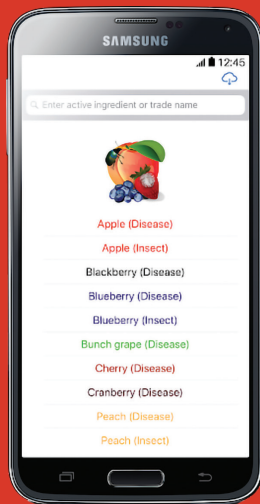 SAMSUNG
12:45
Enter active ingredient or trade name
Apple (Disease)
Apple (Insect)
Blackberry (Disease)
Blueberry (Disease)
Blueberry (Insect)
Bunch grape (Disease)
Cherry (Disease)
Cranberry (Disease)
Peach (Disease)
Peach (Insect)